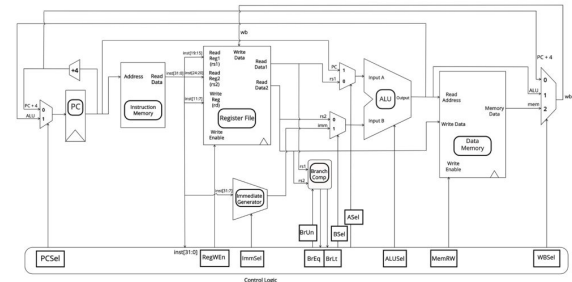 wb
+4
PC + 4
ALU
0
1
PC
Address
Read
Data
Instruction
Memory
inst[31:0]
inst[19:15]
inst[24:20]
inst[11:7]
Read
Reg1
(rs1)
Read
Reg2
(rs2)
Write
Reg
(rd)
Write
Enable
Write
Data
Read
Data1
Read
Data2
Register File
inst[31:7]
Immediate
Generator
PC
rs1
1
0
rs2
imm
0
1
Input A
Input B
ALU
Output
rs1
rs2
Branch
Comp
Read
Address
Write Data
Write
Enable
Memory
Data
Data
Memory
PC + 4
ALU
mem
0
1
2
wb
PCSel
inst[31:0]
RegWEn
ImmSel
BrUn
BrEq
BrLt
BSel
ASel
ALUSel
MemRW
WBSel
Control Logic